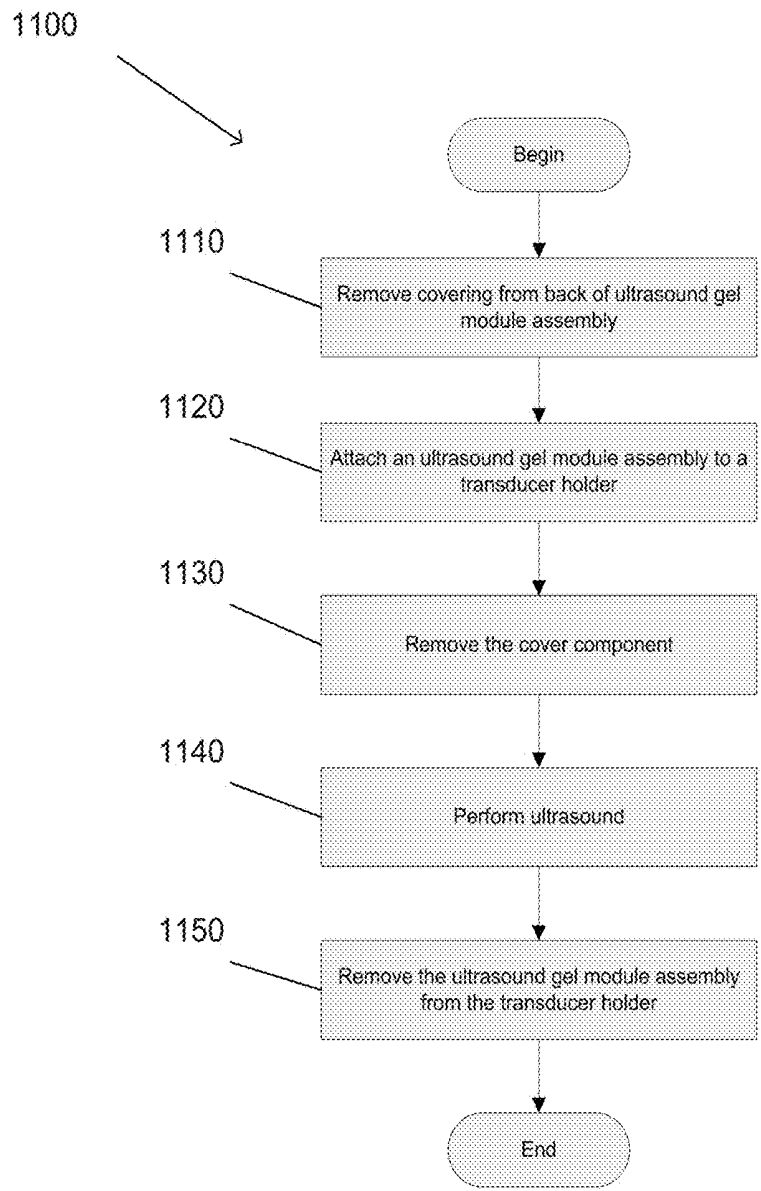 1100
Begin
1110
Remove covering from back of ultrasound gel
module assembly
1120
Attach an ultrasound gel module assembly to a
transducer holder
1130
Remove the cover component
1140
Perform ultrasound
1150
Remove the ultrasound gel module assembly
from the transducer holder
End